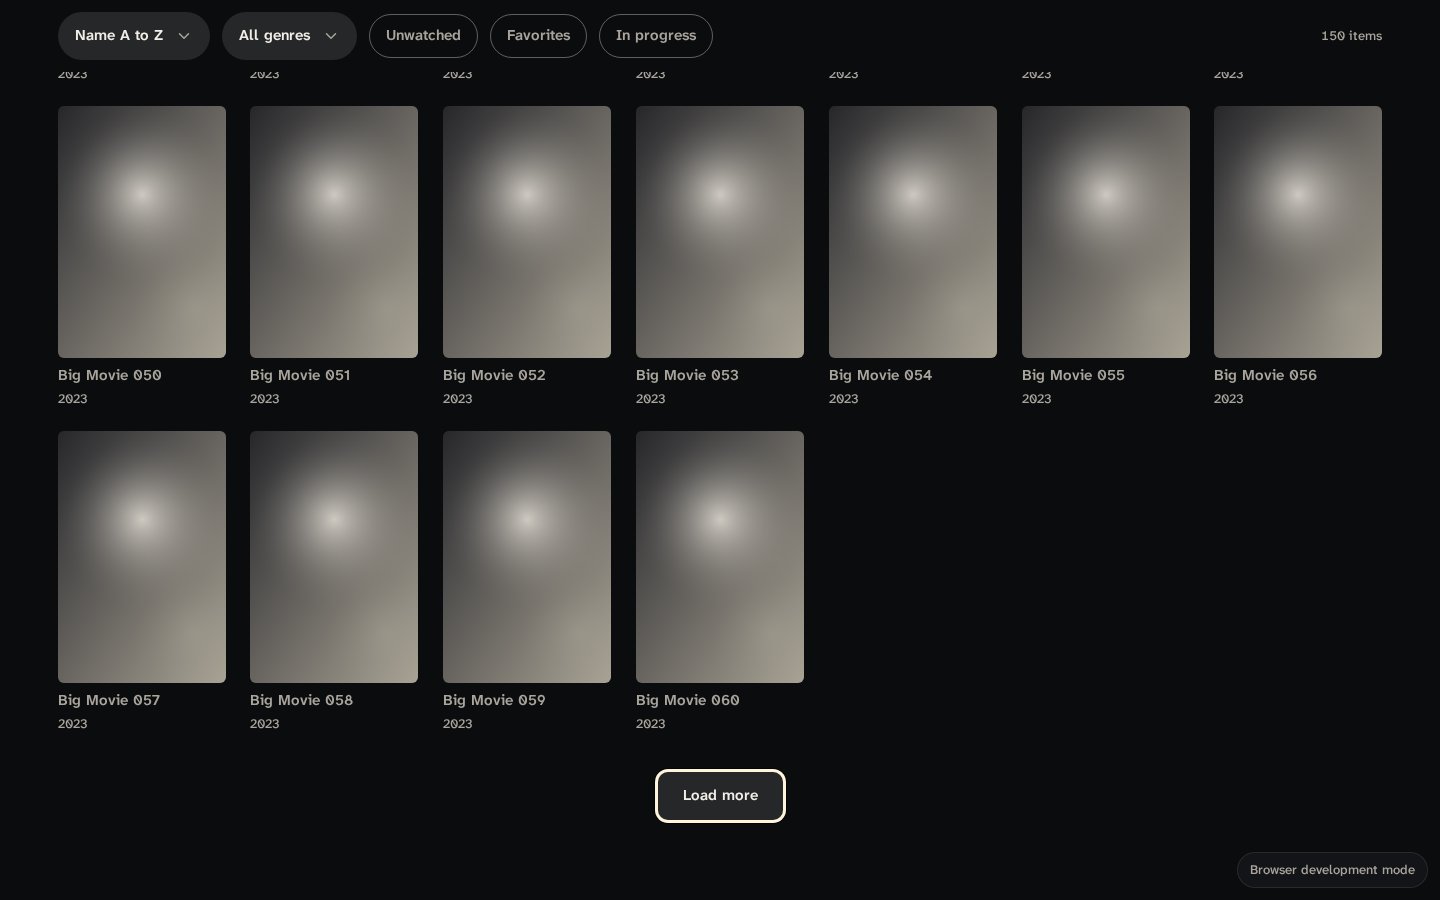 Name A to Z
All genres
Unwatched
Favorites
In progress
150 items
2023
2023
2023
2023
2023
2023
2023
Big Movie 050
2023
Big Movie 051
2023
Big Movie 052
2023
Big Movie 053
2023
Big Movie 054
2023
Big Movie 055
2023
Big Movie 056
2023
Big Movie 057
2023
Big Movie 058
2023
Big Movie 059
2023
Big Movie 060
2023
Load more
Browser development mode